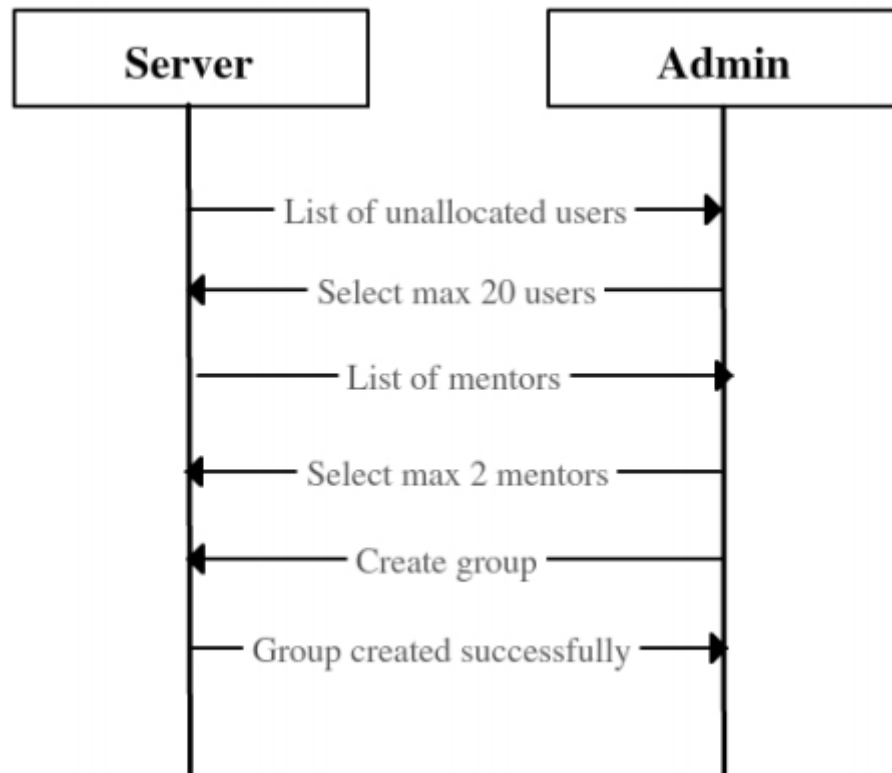 Server
Admin
List of unallocated users
Select max 20 users
List of mentors
Select max 2 mentors
Create group
Group created successfully